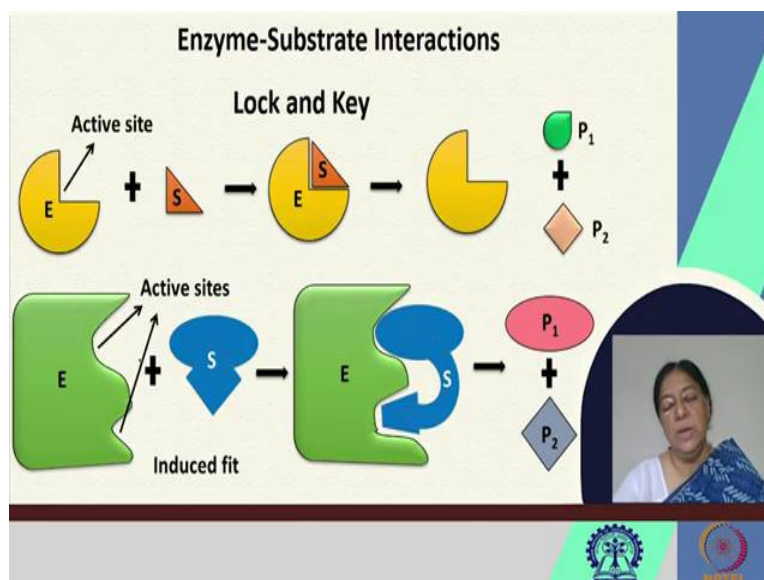 Enzyme-Substrate Interactions
Lock and Key
Active site
E
+
S
E
S
P₁
+
P₂
Active sites
E
+
S
E
S
P₁
+
P₂
Induced fit